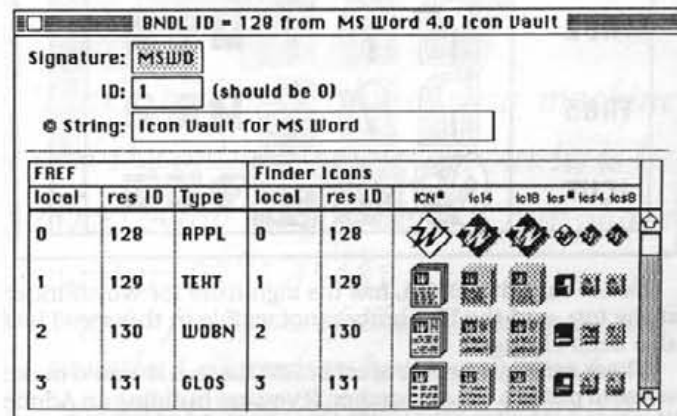 BNDL ID = 128 from MS Word 4.0 Icon Vault
Signature: MSWD
ID: 1 (should be 0)
© String: Icon Vault for MS Word
FREF Finder Icons
local res ID Type local res ID ICN# icl4 icl8 ics# ics4 ics8
0 128 APPL 0 128
1 129 TEXT 1 129
2 130 WDBN 2 130
3 131 GLOS 3 131